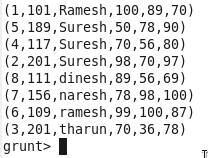 (1,101,Ramesh,100,89,70)
(5,189,Suresh,50,78,90)
(4,117,Suresh,70,56,80)
(2,201,Suresh,98,70,97)
(8,111,dinesh,89,56,69)
(7,156,naresh,78,98,100)
(6,109,ramesh,99,100,87)
(3,201,tharun,70,36,78)
grunt>